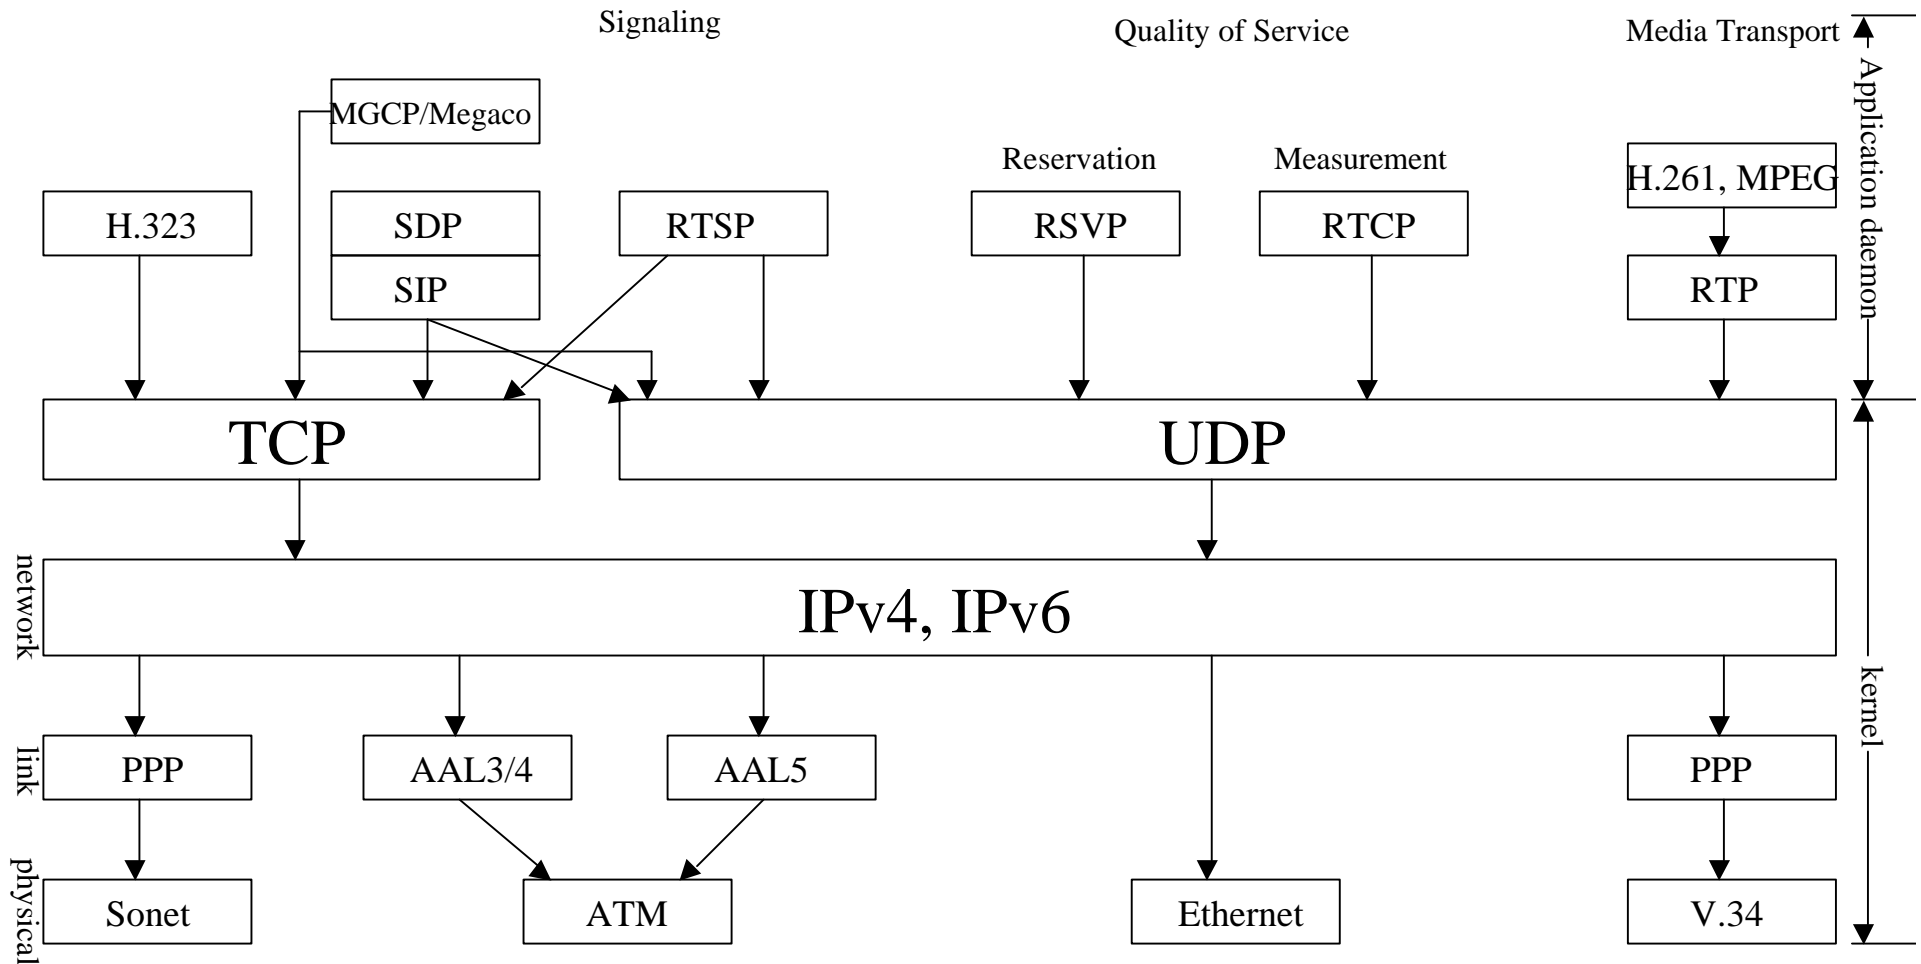 Signaling
Quality of Service
Media Transport
Application daemon
MGCP/Megaco
Reservation
Measurement
H.261, MPEG
H.323
SDP
RTSP
RSVP
RTCP
SIP
RTP
TCP
UDP
network
IPv4, IPv6
kernel
link
PPP
AAL3/4
AAL5
PPP
physical
Sonet
ATM
Ethernet
V.34